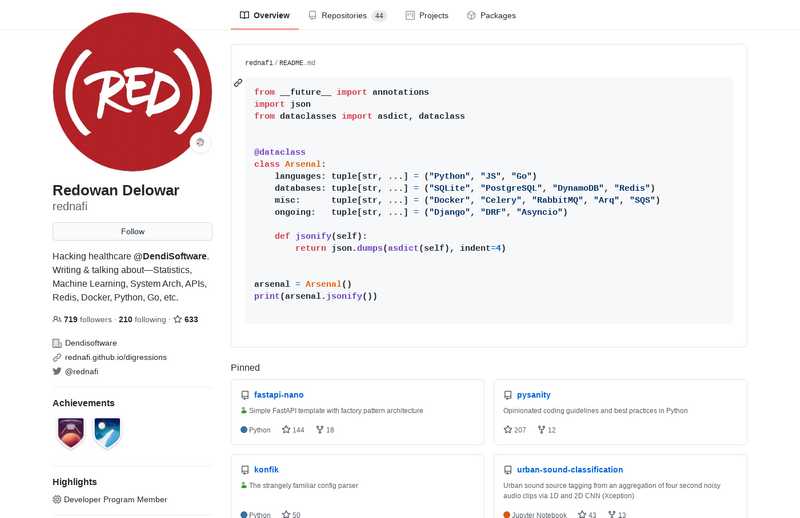 Overview
Repositories 44
Projects
Packages
(RED)
Redowan Delowar
rednafi
Follow
Hacking healthcare @DendiSoftware.
Writing & talking about—Statistics,
Machine Learning, System Arch, APIs,
Redis, Docker, Python, Go, etc.
719 followers · 210 following · 633
Dendisoftware
rednafi.github.io/digressions
@rednafi
Achievements
Highlights
Developer Program Member
rednafi / README.md
from __future__ import annotations
import json
from dataclasses import asdict, dataclass
@dataclass
class Arsenal:
    languages: tuple[str, ...] = ("Python", "JS", "Go")
    databases: tuple[str, ...] = ("SQLite", "PostgreSQL", "DynamoDB", "Redis")
    misc:      tuple[str, ...] = ("Docker", "Celery", "RabbitMQ", "Arq", "SQS")
    ongoing:   tuple[str, ...] = ("Django", "DRF", "Asyncio")
    def jsonify(self):
        return json.dumps(asdict(self), indent=4)
arsenal = Arsenal()
print(arsenal.jsonify())
Pinned
fastapi-nano
Simple FastAPI template with factory pattern architecture
Python 144 18
pysanity
Opinionated coding guidelines and best practices in Python
207 12
konfik
The strangely familiar config parser
Python 50
urban-sound-classification
Urban sound source tagging from an aggregation of four second noisy
audio clips via 1D and 2D CNN (Xception)
Jupyter Notebook 43 13